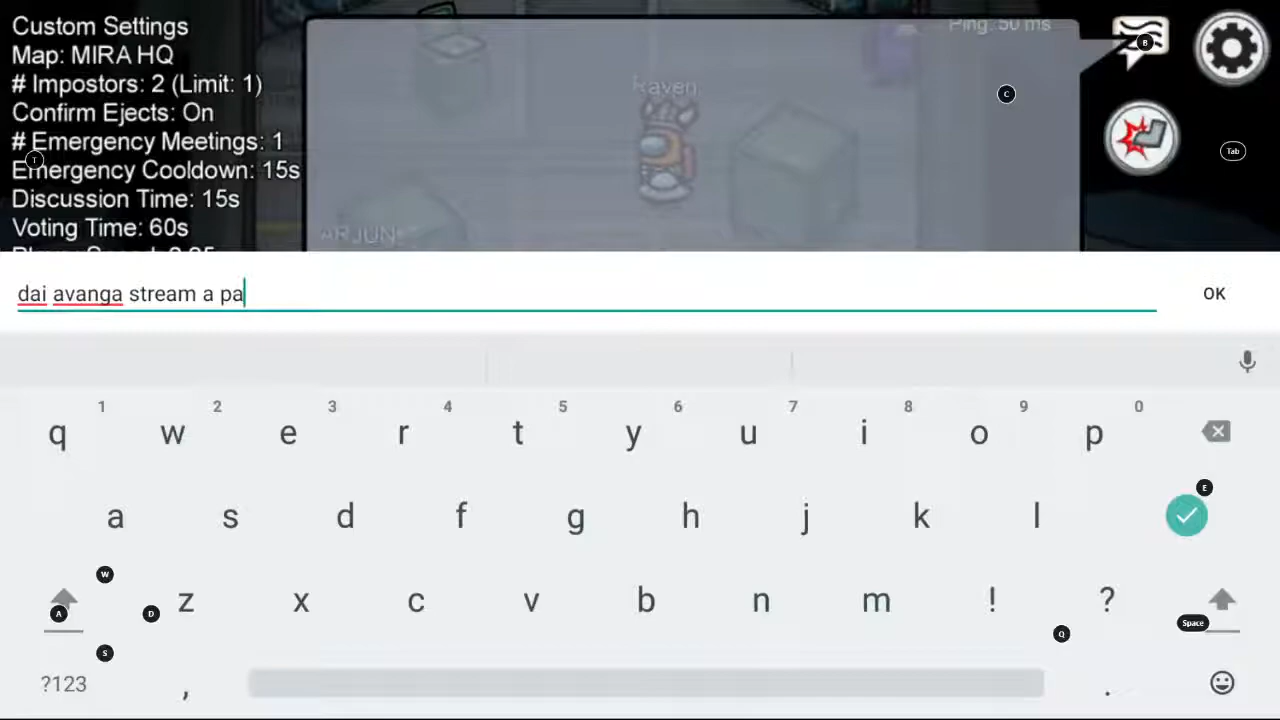 Custom Settings
Map: MIRA HQ
# Impostors: 2 (Limit: 1)
Confirm Ejects: On
# Emergency Meetings: 1
Emergency Cooldown: 15s
Discussion Time: 15s
Voting Time: 60s
Ping: 50 ms
Raven
ARJUN
B
C
T
Tab
dai avanga stream a pa
OK
1 2 3 4 5 6 7 8 9 0
q w e r t y u i o p
a s d f g h j k l
E
W
A
D
z x c v b n m ! ?
Space
S
Q
?123 , .